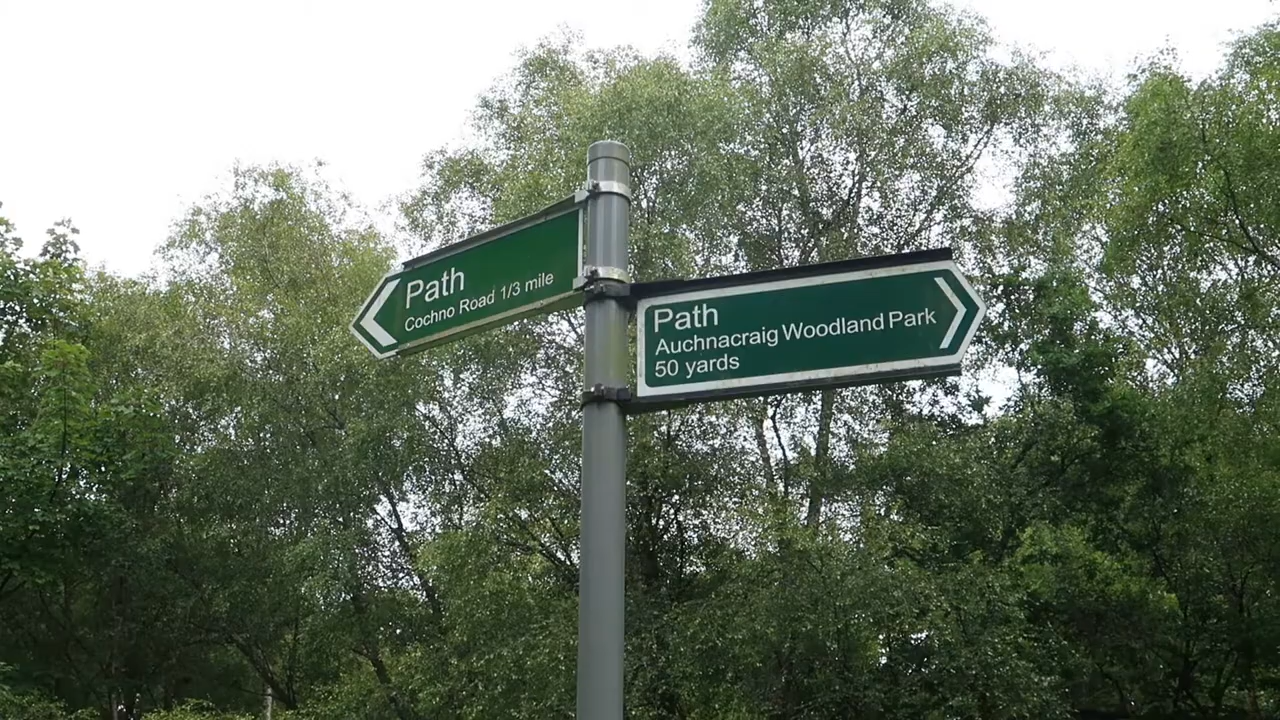 Path
Cochno Road 1/3 mile
Path
Auchnacraig Woodland Park
50 yards